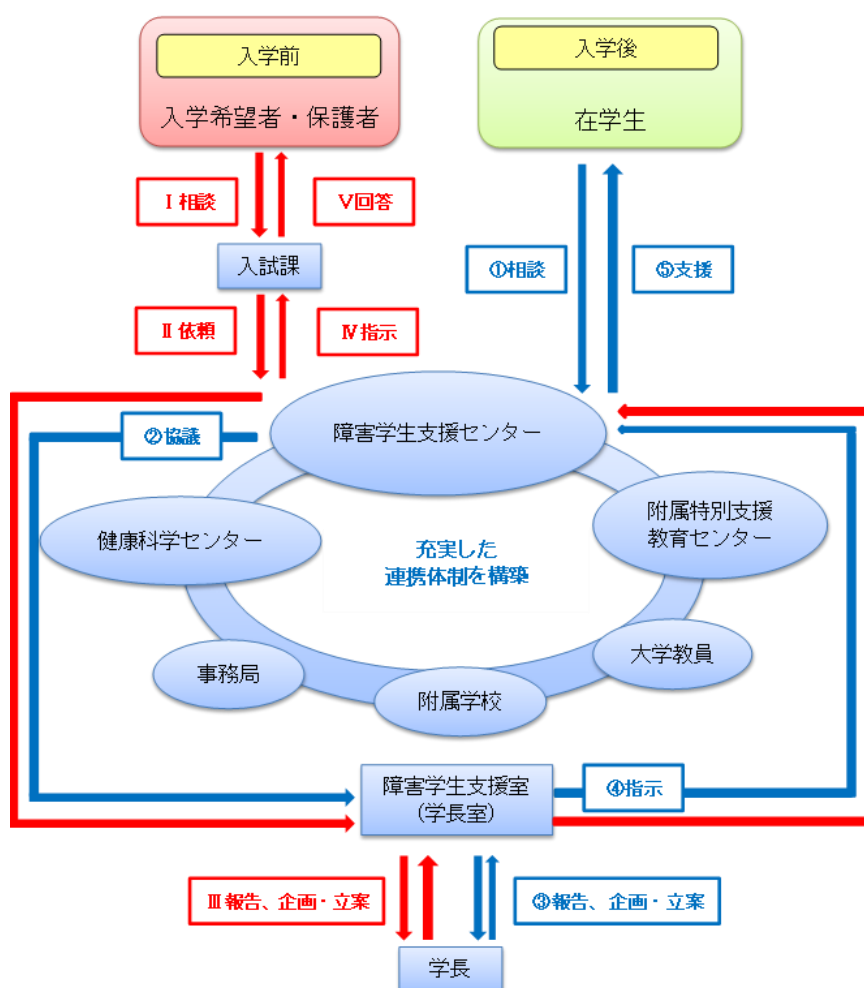 入学前
入学希望者・保護者
入学後
在学生
Ⅰ相談
Ⅴ回答
①相談
⑤支援
入試課
Ⅱ依頼
Ⅳ指示
障害学生支援センター
②協議
健康科学センター
附属特別支援
教育センター
充実した
連携体制を構築
事務局
大学教員
附属学校
障害学生支援室
(学長室)
④指示
Ⅲ報告、企画・立案
③報告、企画・立案
学長